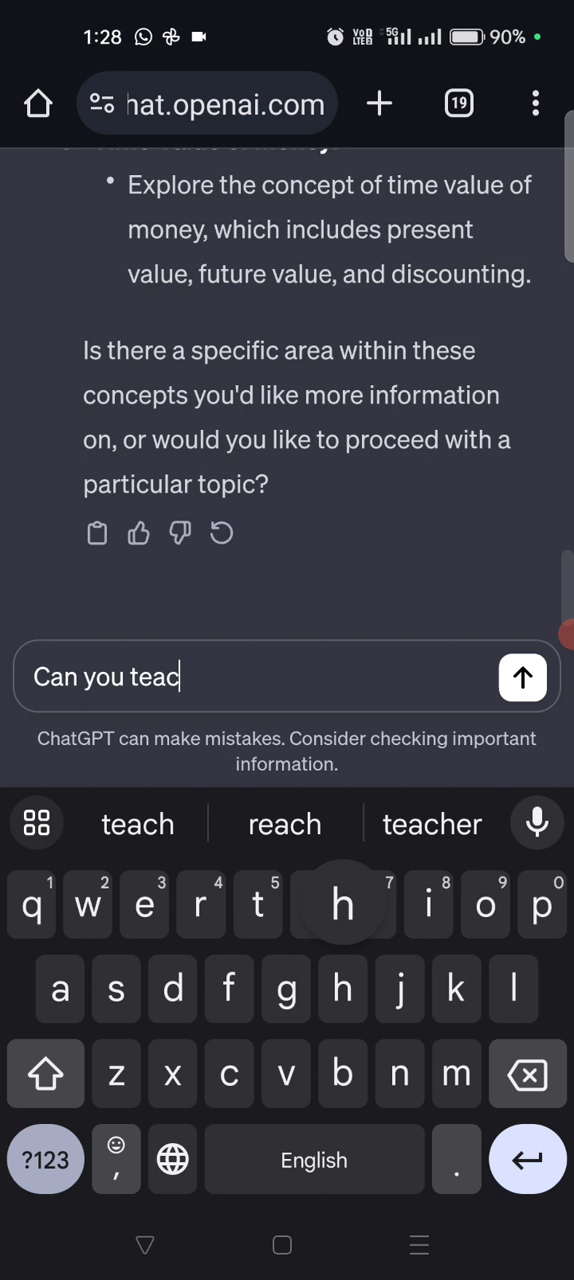 1:28
VoD
LTE2
5G
90%
hat.openai.com
19
Explore the concept of time value of
money, which includes present
value, future value, and discounting.
Is there a specific area within these
concepts you'd like more information
on, or would you like to proceed with a
particular topic?
Can you teac
ChatGPT can make mistakes. Consider checking important
information.
teach reach teacher
1 2 3 4 5 7 8 9 0
q w e r t h i o p
a s d f g h j k l
z x c v b n m
?123 , English .